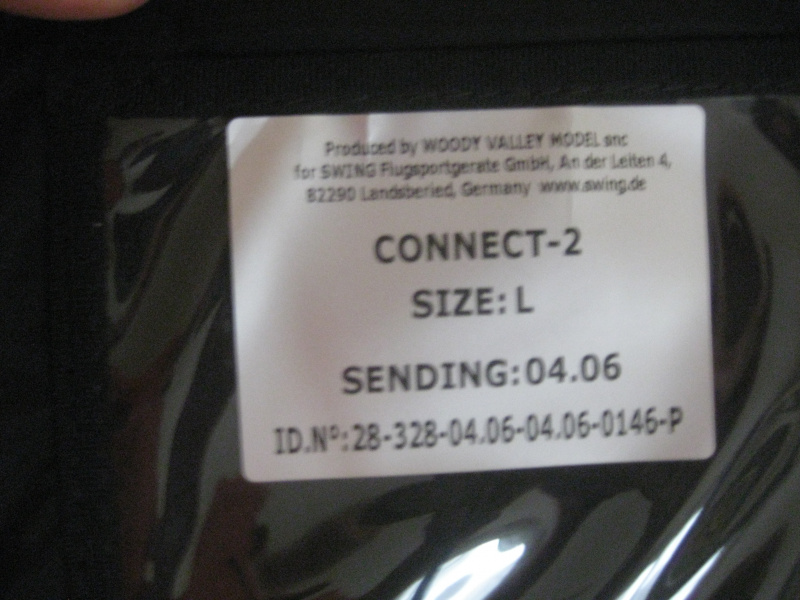 Produced by WOODY VALLEY MODEL snc
for SWING Flugsportgerate GmbH, An der Leiten 4,
82290 Landsberied, Germany www.swing.de
CONNECT-2
SIZE: L
SENDING:04.06
ID.Nº:28-328-04.06-04.06-0146-P